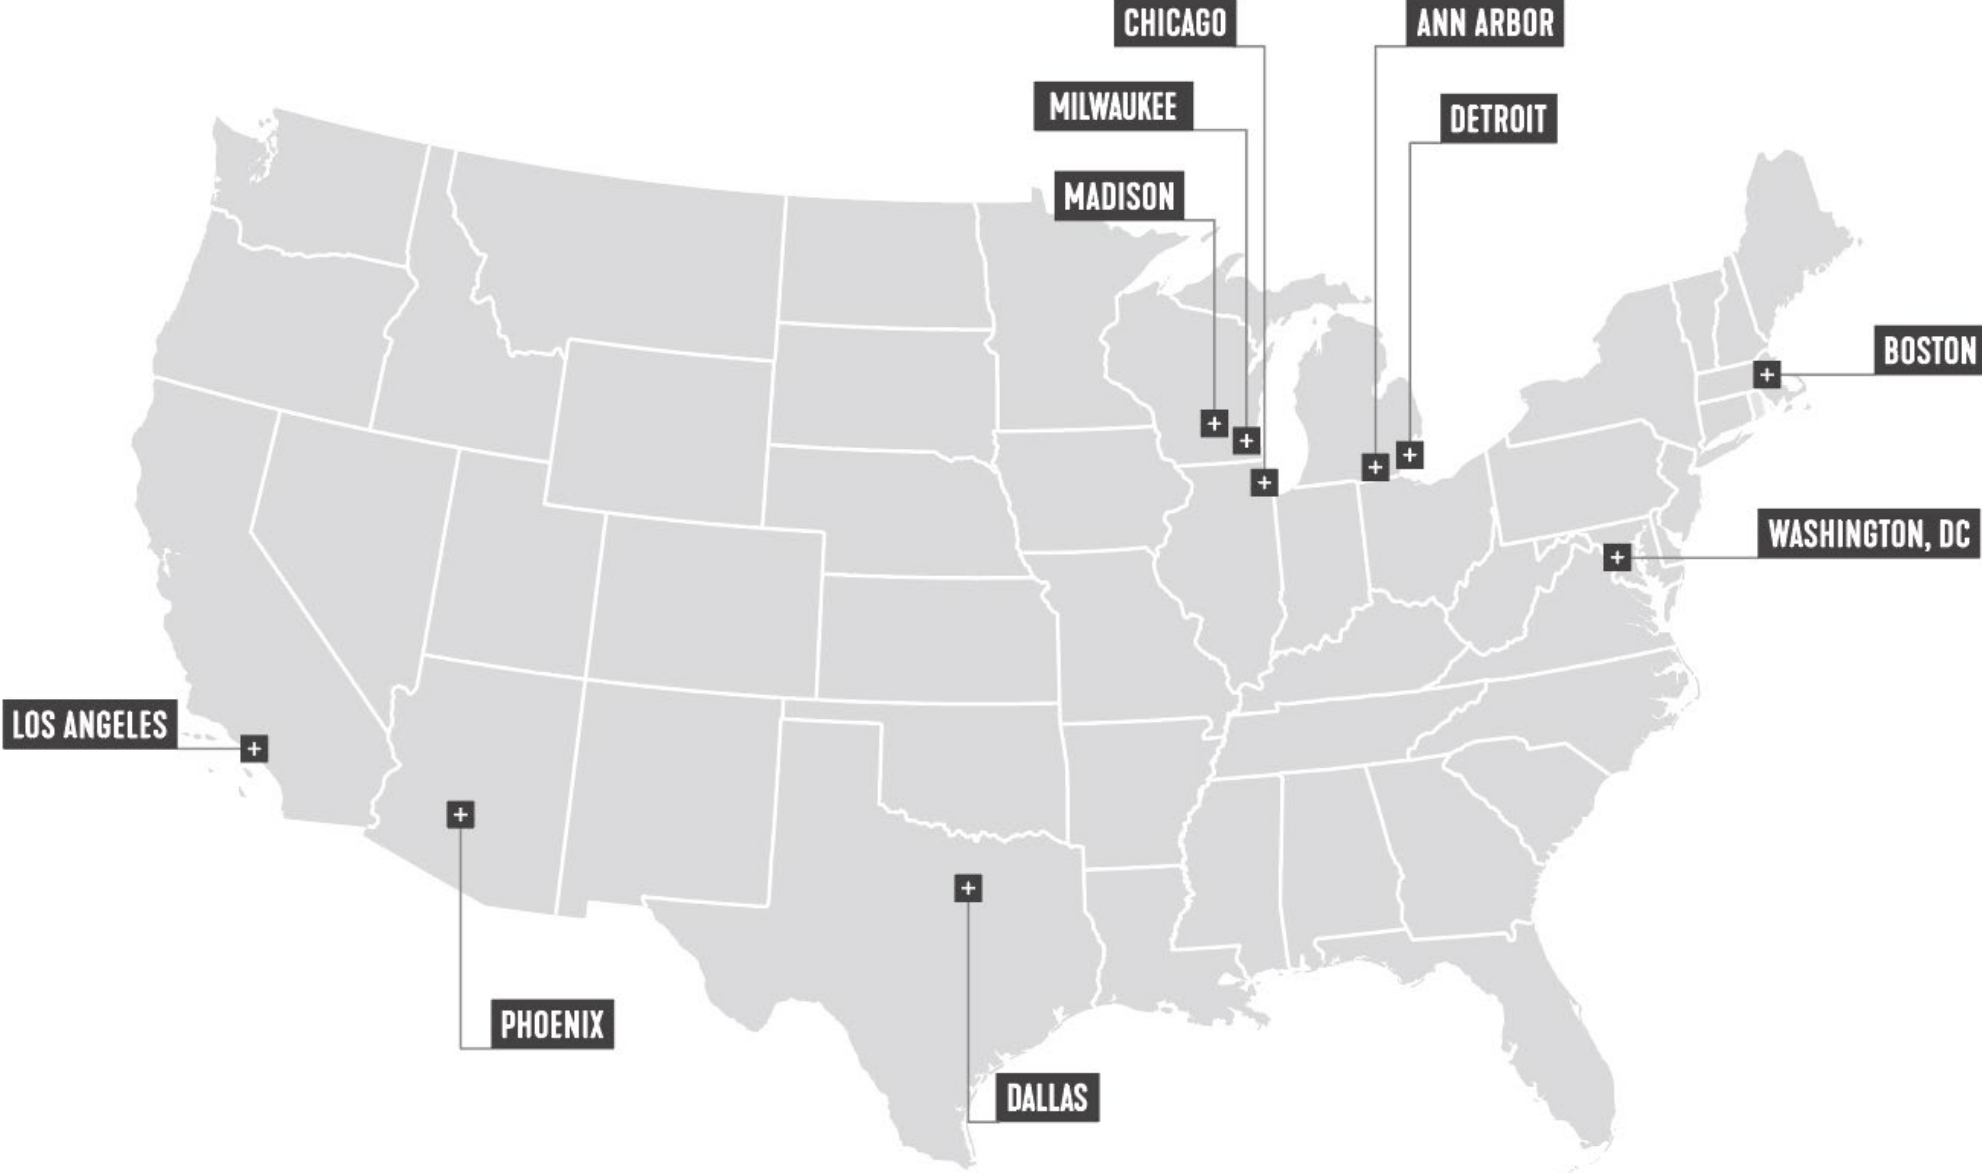 CHICAGO
ANN ARBOR
MILWAUKEE
DETROIT
MADISON
BOSTON
WASHINGTON, DC
LOS ANGELES
PHOENIX
DALLAS